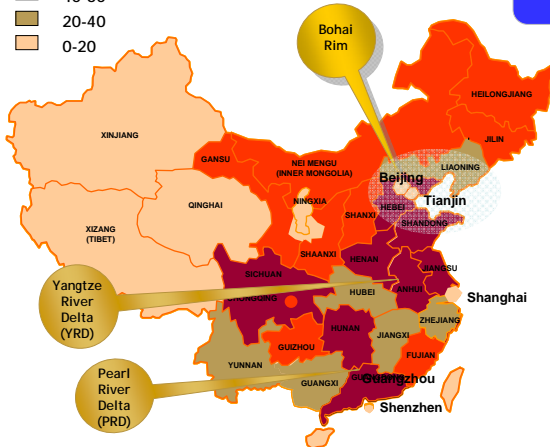 20-40
0-20
Bohai
Rim
HEILONGJIANG
XINJIANG
JILIN
GANSU
NEI MENGU
(INNER MONGOLIA)
LIAONING
Beijing
Tianjin
QINGHAI
NINGXIA
HEBEI
SHANXI
SHANDONG
XIZANG
(TIBET)
SHAANXI
HENAN
JIANGSU
SICHUAN
Yangtze
River
Delta
(YRD)
HUBEI
ANHUI
Shanghai
CHONGQING
ZHEJIANG
HUNAN
JIANGXI
GUIZHOU
FUJIAN
YUNNAN
Pearl
River
Delta
(PRD)
GUANGXI
Guangzhou
Shenzhen